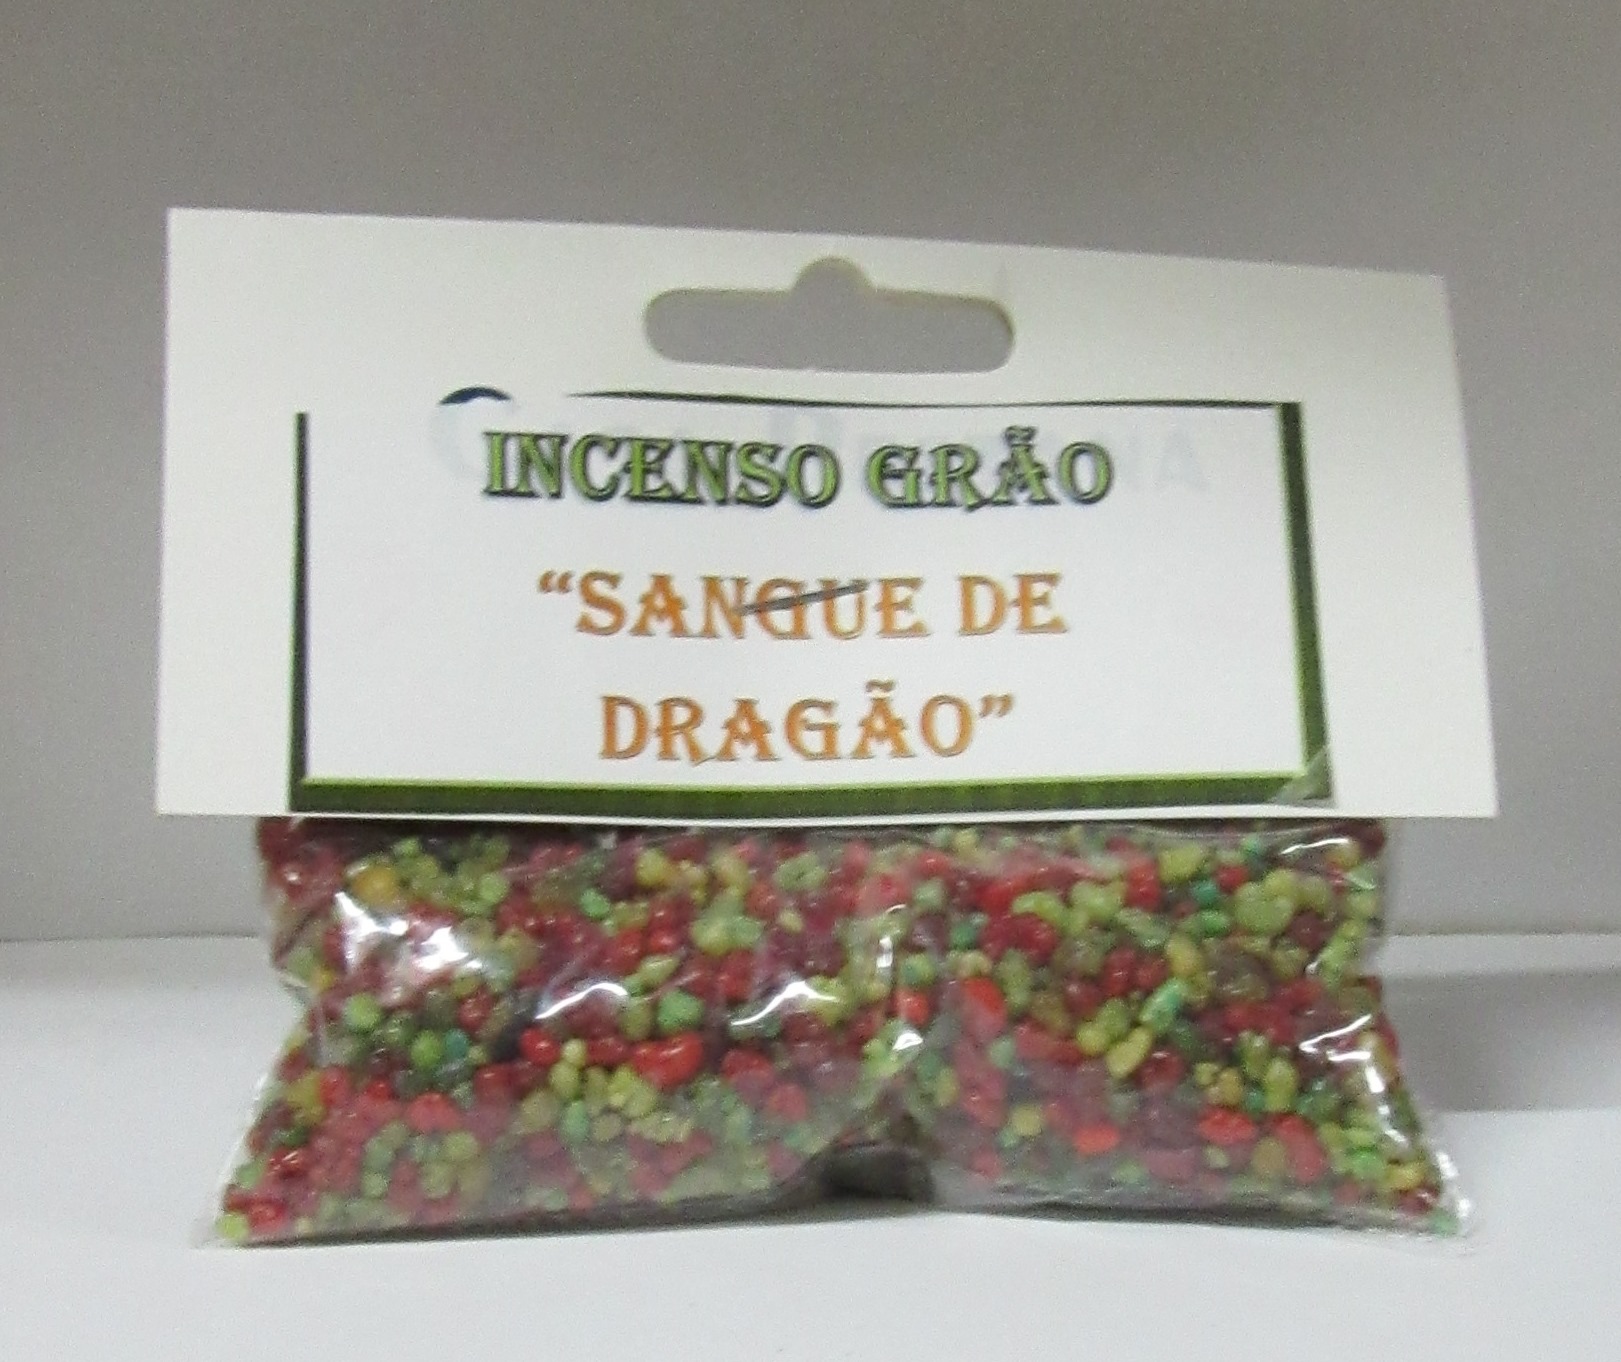 INCENSO GRÃO
“SANGUE DE
DRAGÃO”